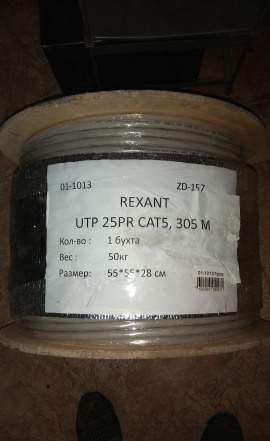 01-1013 ZD-157
REXANT
UTP 25PR CAT5, 305 М
Кол-во : 1 бухта
Вес : 50кг
Размер: 55*55*28 см